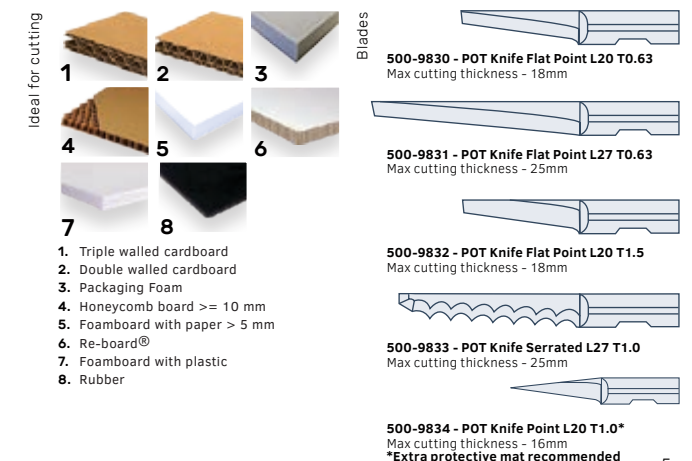 Ideal for cutting
1
2
3
4
5
6
7
8
1. Triple walled cardboard
2. Double walled cardboard
3. Packaging Foam
4. Honeycomb board >= 10 mm
5. Foamboard with paper > 5 mm
6. Re-board®
7. Foamboard with plastic
8. Rubber
Blades
500-9830 - POT Knife Flat Point L20 T0.63
Max cutting thickness - 18mm
500-9831 - POT Knife Flat Point L27 T0.63
Max cutting thickness - 25mm
500-9832 - POT Knife Flat Point L20 T1.5
Max cutting thickness - 18mm
500-9833 - POT Knife Serrated L27 T1.0
Max cutting thickness - 25mm
500-9834 - POT Knife Point L20 T1.0*
Max cutting thickness - 16mm
*Extra protective mat recommended